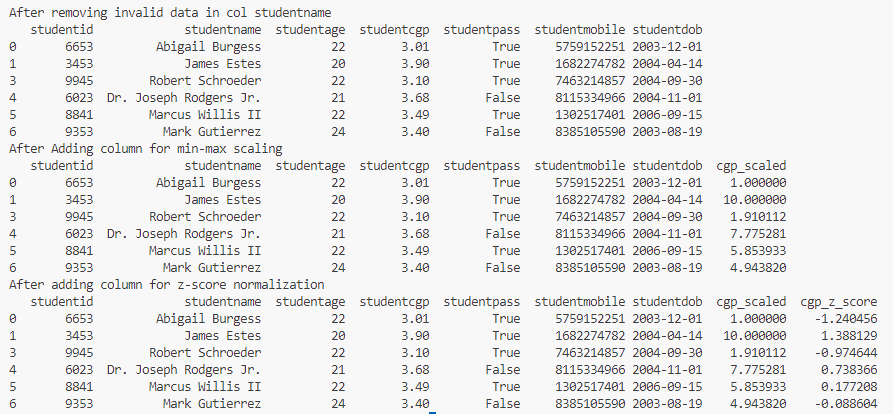 After removing invalid data in col studentname
studentid studentname studentage studentcgp studentpass studentmobile studentdob
0 6653 Abigail Burgess 22 3.01 True 5759152251 2003-12-01
1 3453 James Estes 20 3.90 True 1682274782 2004-04-14
3 9945 Robert Schroeder 22 3.10 True 7463214857 2004-09-30
4 6023 Dr. Joseph Rodgers Jr. 21 3.68 False 8115334966 2004-11-01
5 8841 Marcus Willis II 22 3.49 True 1302517401 2006-09-15
6 9353 Mark Gutierrez 24 3.40 False 8385105590 2003-08-19
After Adding column for min-max scaling
studentid studentname studentage studentcgp studentpass studentmobile studentdob cgp_scaled
0 6653 Abigail Burgess 22 3.01 True 5759152251 2003-12-01 1.000000
1 3453 James Estes 20 3.90 True 1682274782 2004-04-14 10.000000
3 9945 Robert Schroeder 22 3.10 True 7463214857 2004-09-30 1.910112
4 6023 Dr. Joseph Rodgers Jr. 21 3.68 False 8115334966 2004-11-01 7.775281
5 8841 Marcus Willis II 22 3.49 True 1302517401 2006-09-15 5.853933
6 9353 Mark Gutierrez 24 3.40 False 8385105590 2003-08-19 4.943820
After adding column for z-score normalization
studentid studentname studentage studentcgp studentpass studentmobile studentdob cgp_scaled cgp_z_score
0 6653 Abigail Burgess 22 3.01 True 5759152251 2003-12-01 1.000000 -1.240456
1 3453 James Estes 20 3.90 True 1682274782 2004-04-14 10.000000 1.388129
3 9945 Robert Schroeder 22 3.10 True 7463214857 2004-09-30 1.910112 -0.974644
4 6023 Dr. Joseph Rodgers Jr. 21 3.68 False 8115334966 2004-11-01 7.775281 0.738366
5 8841 Marcus Willis II 22 3.49 True 1302517401 2006-09-15 5.853933 0.177208
6 9353 Mark Gutierrez 24 3.40 False 8385105590 2003-08-19 4.943820 -0.088604